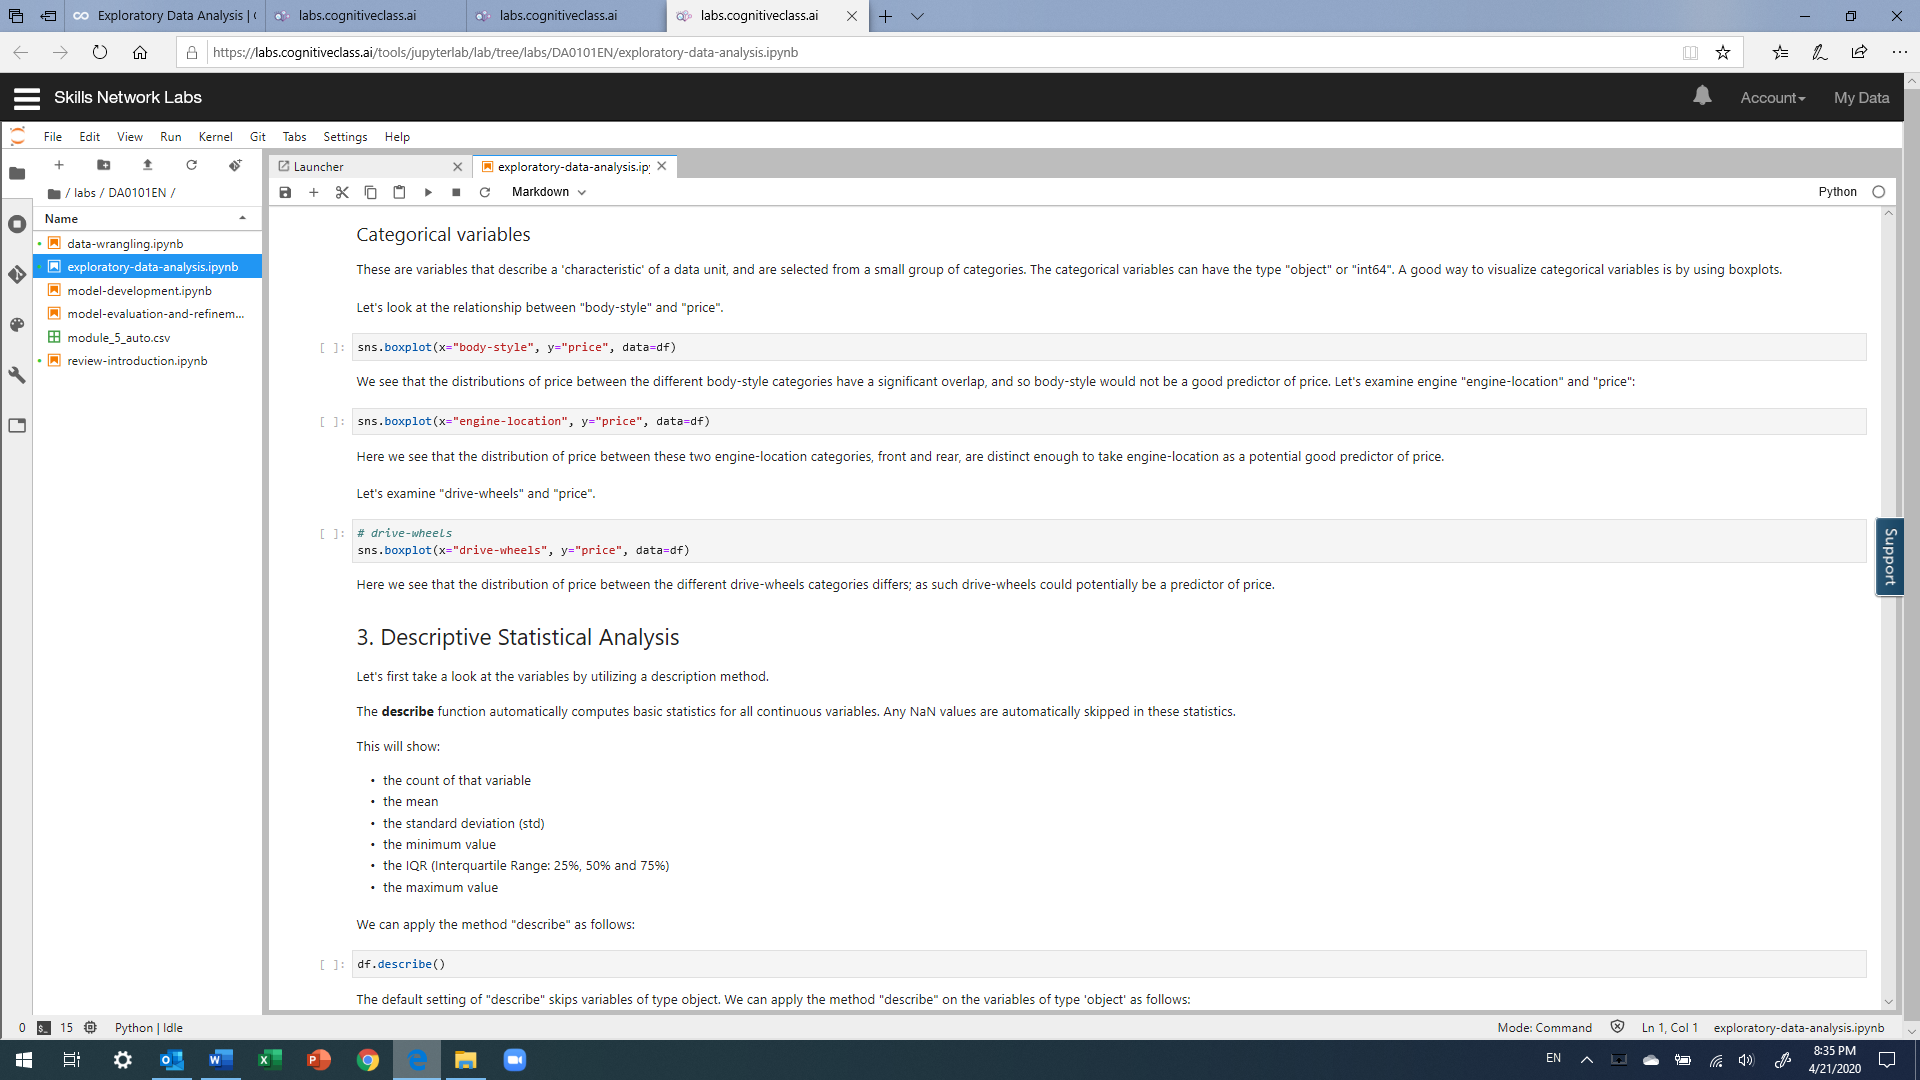 Exploratory Data Analysis | (
labs.cognitiveclass.ai
labs.cognitiveclass.ai
labs.cognitiveclass.ai
https://labs.cognitiveclass.ai/tools/jupyterlab/lab/tree/labs/DA0101EN/exploratory-data-analysis.ipynb
Skills Network Labs
Account
My Data
File Edit View Run Kernel Git Tabs Settings Help
/ labs / DA0101EN /
Name
data-wrangling.ipynb
exploratory-data-analysis.ipynb
model-development.ipynb
model-evaluation-and-refinem...
module_5_auto.csv
review-introduction.ipynb
Launcher
exploratory-data-analysis.ip
Markdown
Python
Categorical variables
These are variables that describe a 'characteristic' of a data unit, and are selected from a small group of categories. The categorical variables can have the type "object" or "int64". A good way to visualize categorical variables is by using boxplots.
Let's look at the relationship between "body-style" and "price".
[ ]: sns.boxplot(x="body-style", y="price", data=df)
We see that the distributions of price between the different body-style categories have a significant overlap, and so body-style would not be a good predictor of price. Let's examine engine "engine-location" and "price":
[ ]: sns.boxplot(x="engine-location", y="price", data=df)
Here we see that the distribution of price between these two engine-location categories, front and rear, are distinct enough to take engine-location as a potential good predictor of price.
Let's examine "drive-wheels" and "price".
[ ]: # drive-wheels
sns.boxplot(x="drive-wheels", y="price", data=df)
Here we see that the distribution of price between the different drive-wheels categories differs; as such drive-wheels could potentially be a predictor of price.
3. Descriptive Statistical Analysis
Let's first take a look at the variables by utilizing a description method.
The describe function automatically computes basic statistics for all continuous variables. Any NaN values are automatically skipped in these statistics.
This will show:
• the count of that variable
• the mean
• the standard deviation (std)
• the minimum value
• the IQR (Interquartile Range: 25%, 50% and 75%)
• the maximum value
We can apply the method "describe" as follows:
[ ]: df.describe()
The default setting of "describe" skips variables of type object. We can apply the method "describe" on the variables of type 'object' as follows:
Support
0 15 Python | Idle
Mode: Command Ln 1, Col 1 exploratory-data-analysis.ipynb
EN
8:35 PM
4/21/2020